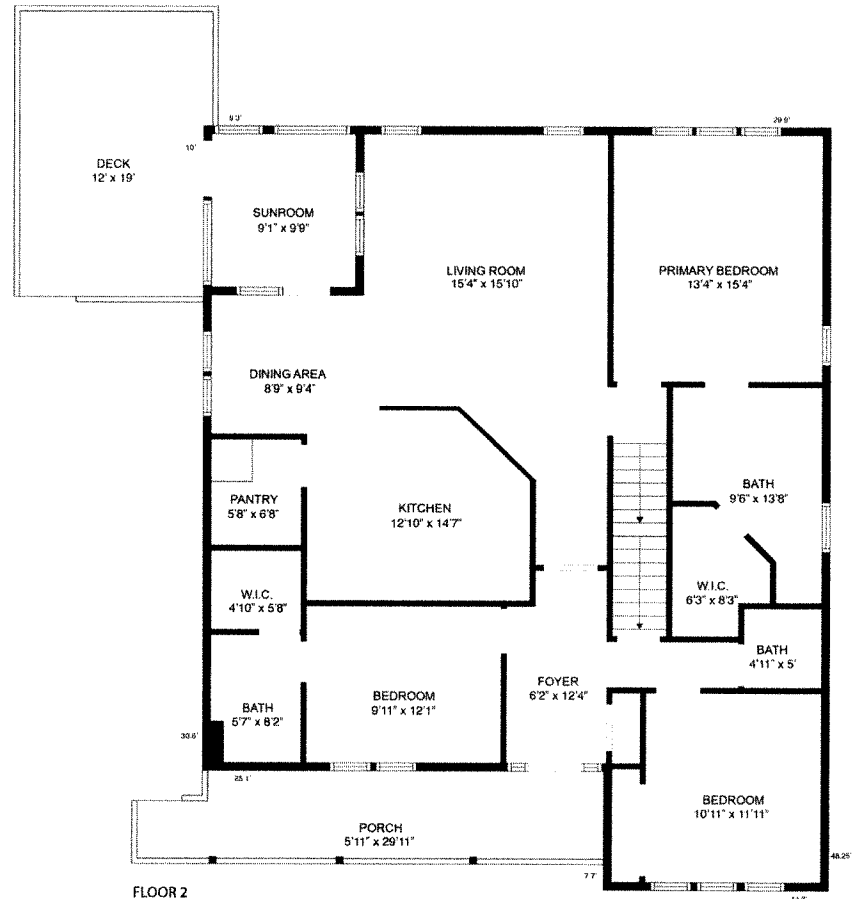 9.3'
29.9'
10'
DECK
12' x 19'
SUNROOM
9'1" x 9'9"
LIVING ROOM
15'4" x 15'10"
PRIMARY BEDROOM
13'4" x 15'4"
DINING AREA
8'9" x 9'4"
PANTRY
5'8" x 6'8"
KITCHEN
12'10" x 14'7"
BATH
9'6" x 13'8"
W.I.C.
4'10" x 5'8"
W.I.C.
6'3" x 8'3"
BATH
4'11" x 5'
FOYER
6'2" x 12'4"
BEDROOM
9'11" x 12'1"
BATH
5'7" x 8'2"
30.6'
25.1'
BEDROOM
10'11" x 11'11"
PORCH
5'11" x 29'11"
48.25'
7.7'
FLOOR 2